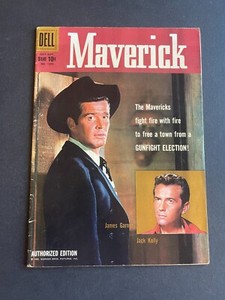 DELL
Maverick
10¢
The Mavericks
fight fire with fire
to free a town from a
GUNFIGHT ELECTION!
James Garn
Jack Kelly
AUTHORIZED EDITION